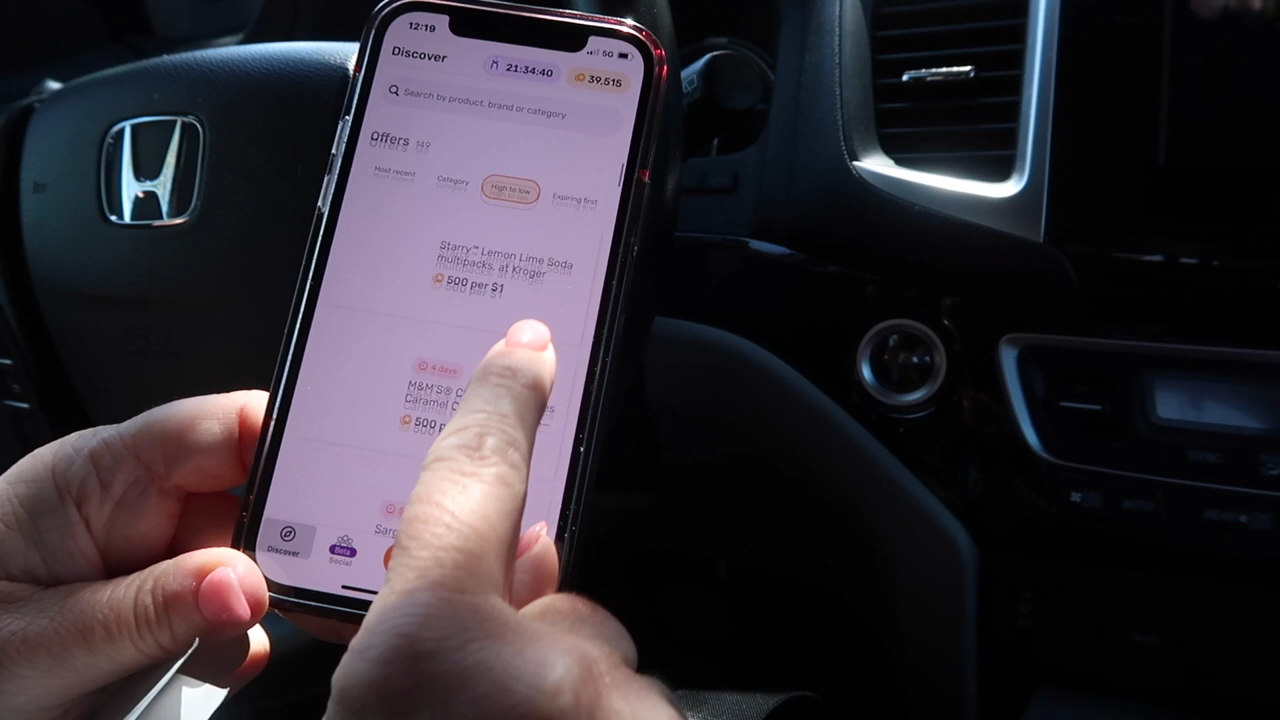 12:19
5G
Discover
21:34:40
39,515
Search by product, brand or category
Offers 149
Most recent
Category
High to low
Expiring first
Starry™ Lemon Lime Soda
multipacks, at Kroger
500 per $1
4 days
M&M'S® C
Caramel C
500 p
Discover
Beta
Social